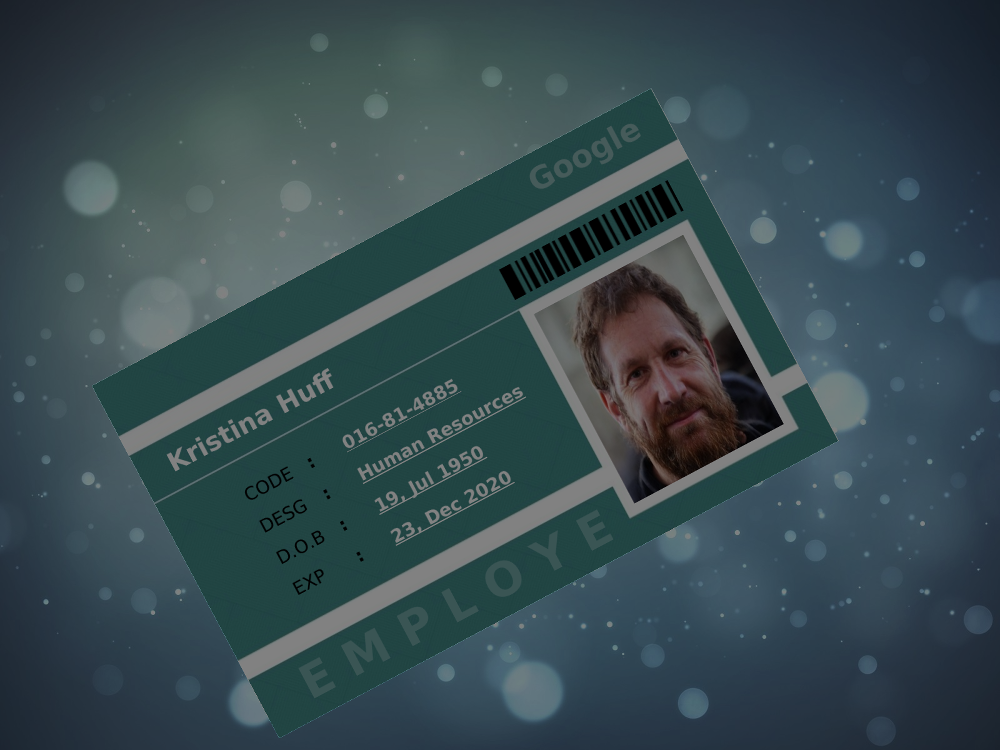 Google
Kristina Huff
CODE : 016-81-4885
DESG : Human Resources
D.O.B : 19, Jul 1950
EXP : 23, Dec 2020
EMPLOYE